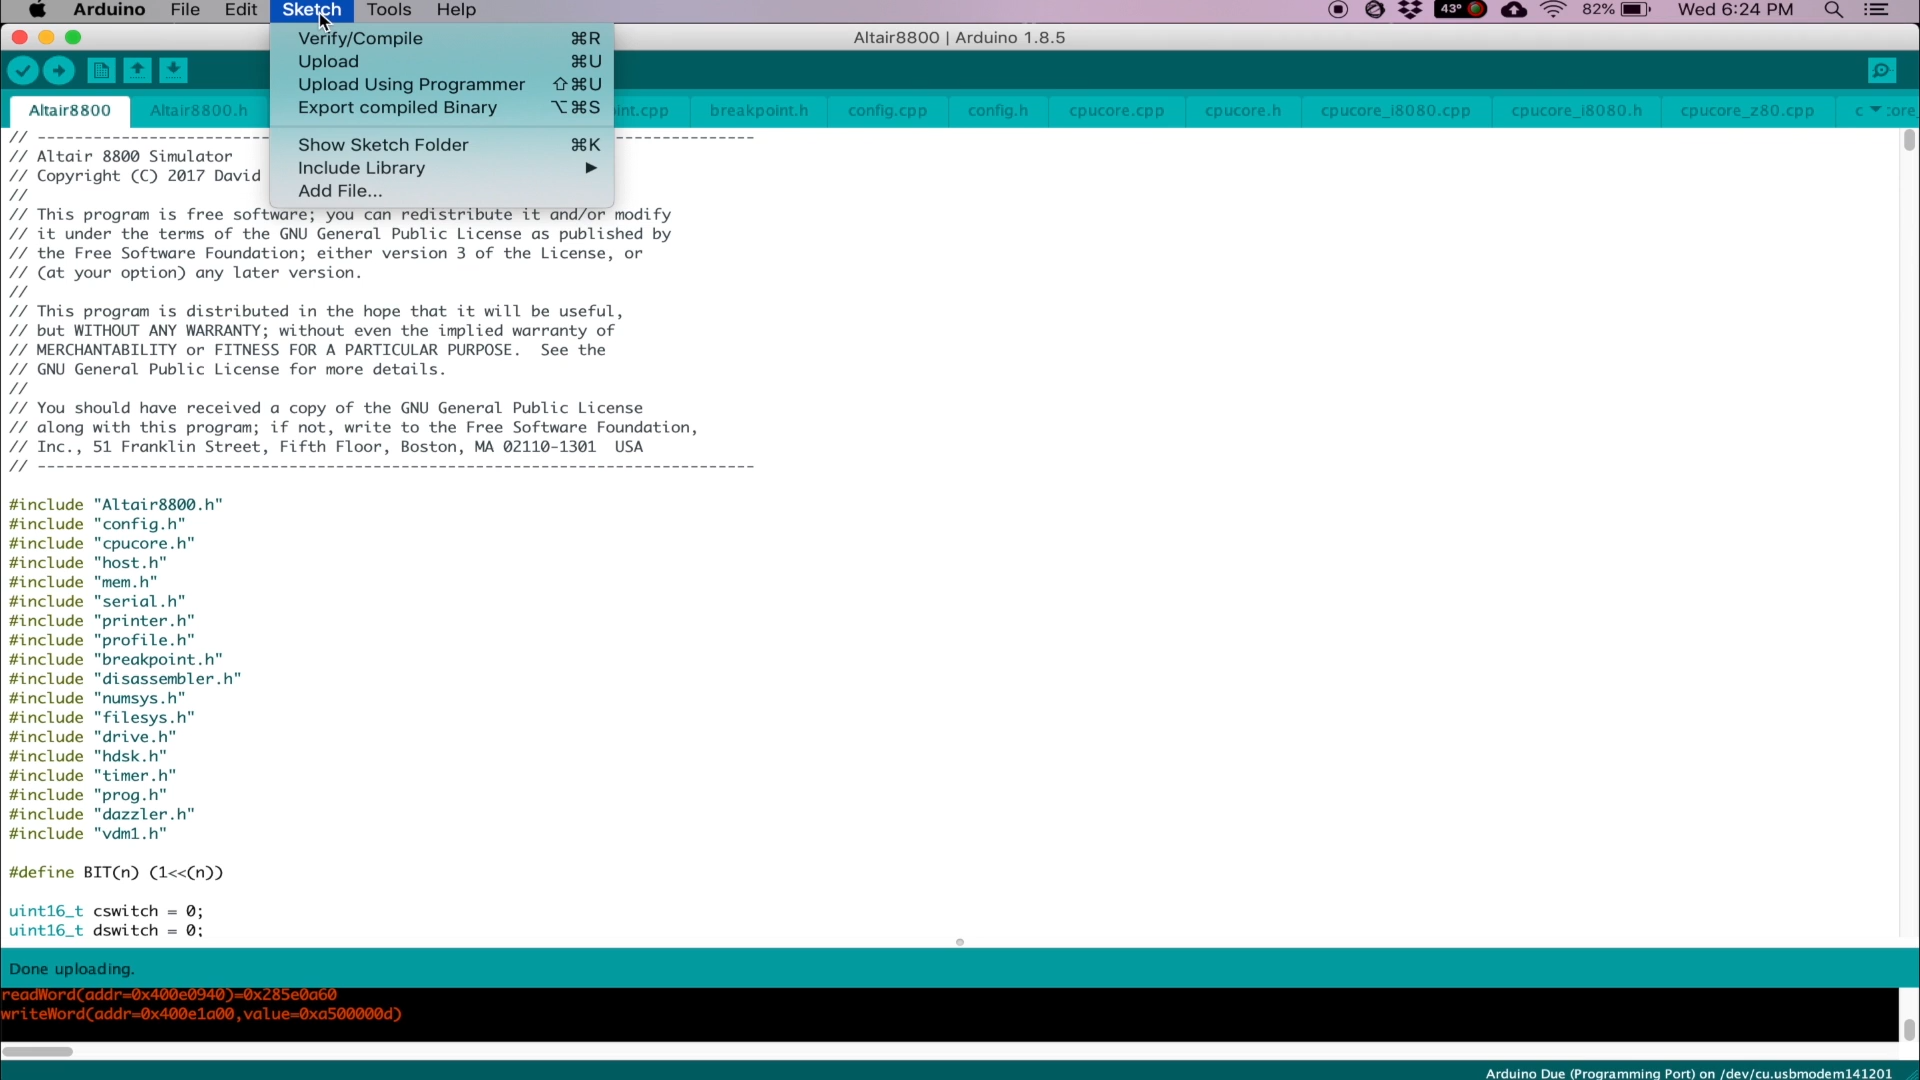 Arduino File Edit Sketch Tools Help 43° 82% Wed 6:24 PM
Altair8800 | Arduino 1.8.5
Verify/Compile ⌘R
Upload ⌘U
Upload Using Programmer ⇧⌘U
Export compiled Binary ⌥⌘S
Show Sketch Folder ⌘K
Include Library ▶
Add File...
Altair8800 Altair8800.h int.cpp breakpoint.h config.cpp config.h cpucore.cpp cpucore.h cpucore_i8080.cpp cpucore_i8080.h cpucore_z80.cpp
// -----------------------------------------------------------------------------
// Altair 8800 Simulator
// Copyright (C) 2017 David
//
// This program is free software; you can redistribute it and/or modify
// it under the terms of the GNU General Public License as published by
// the Free Software Foundation; either version 3 of the License, or
// (at your option) any later version.
//
// This program is distributed in the hope that it will be useful,
// but WITHOUT ANY WARRANTY; without even the implied warranty of
// MERCHANTABILITY or FITNESS FOR A PARTICULAR PURPOSE.  See the
// GNU General Public License for more details.
//
// You should have received a copy of the GNU General Public License
// along with this program; if not, write to the Free Software Foundation,
// Inc., 51 Franklin Street, Fifth Floor, Boston, MA 02110-1301  USA
// -----------------------------------------------------------------------------
#include "Altair8800.h"
#include "config.h"
#include "cpucore.h"
#include "host.h"
#include "mem.h"
#include "serial.h"
#include "printer.h"
#include "profile.h"
#include "breakpoint.h"
#include "disassembler.h"
#include "numsys.h"
#include "filesys.h"
#include "drive.h"
#include "hdsk.h"
#include "timer.h"
#include "prog.h"
#include "dazzler.h"
#include "vdm1.h"
#define BIT(n) (1<<(n))
uint16_t cswitch = 0;
uint16_t dswitch = 0;
Done uploading.
readWord(addr=0x400e0940)=0x285e0a60
writeWord(addr=0x400e1a00,value=0xa500000d)
Arduino Due (Programming Port) on /dev/cu.usbmodem141201